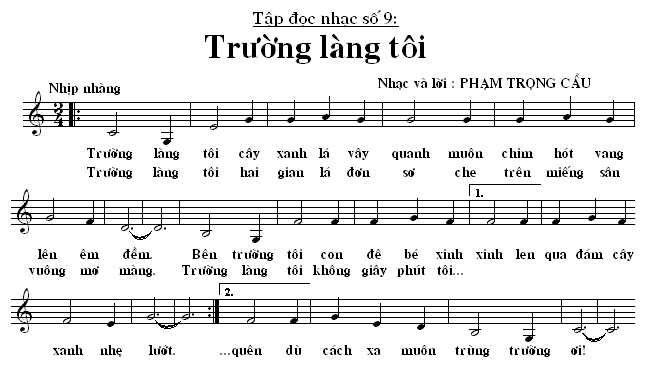 Tập đọc nhạc số 9:
Trường làng tôi
Nhịp nhàng
Nhạc và lời : PHẠM TRỌNG CẦU
3
4
Trường làng tôi cây xanh lá vây quanh muôn chim hót vang
Trường làng tôi hai gian lá đơn sơ che trên miếng sân
1.
lên êm đềm. Bên trường tôi con đê bé xinh xinh len qua đám cây
vuông mơ màng. Trường làng tôi không giây phút tôi...
2.
xanh nhẹ lướt. ...quên dù cách xa muôn trùng trường ơi!